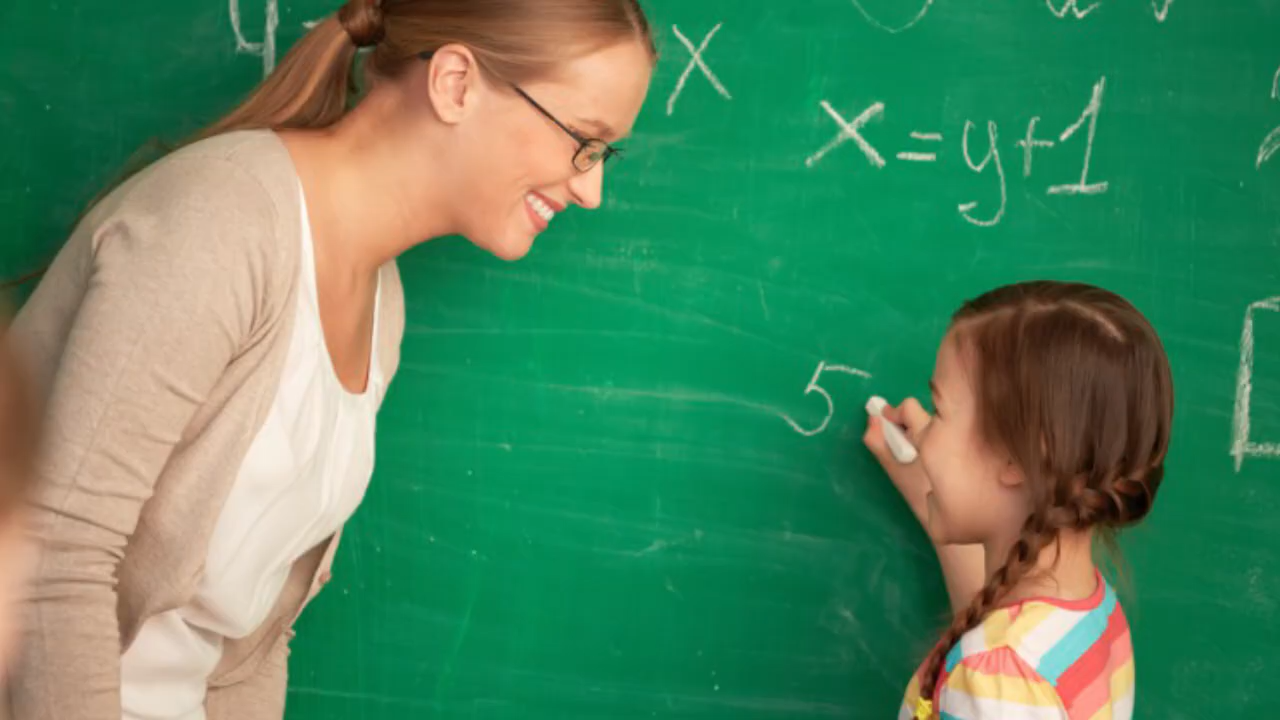 x
x = y + 1
5